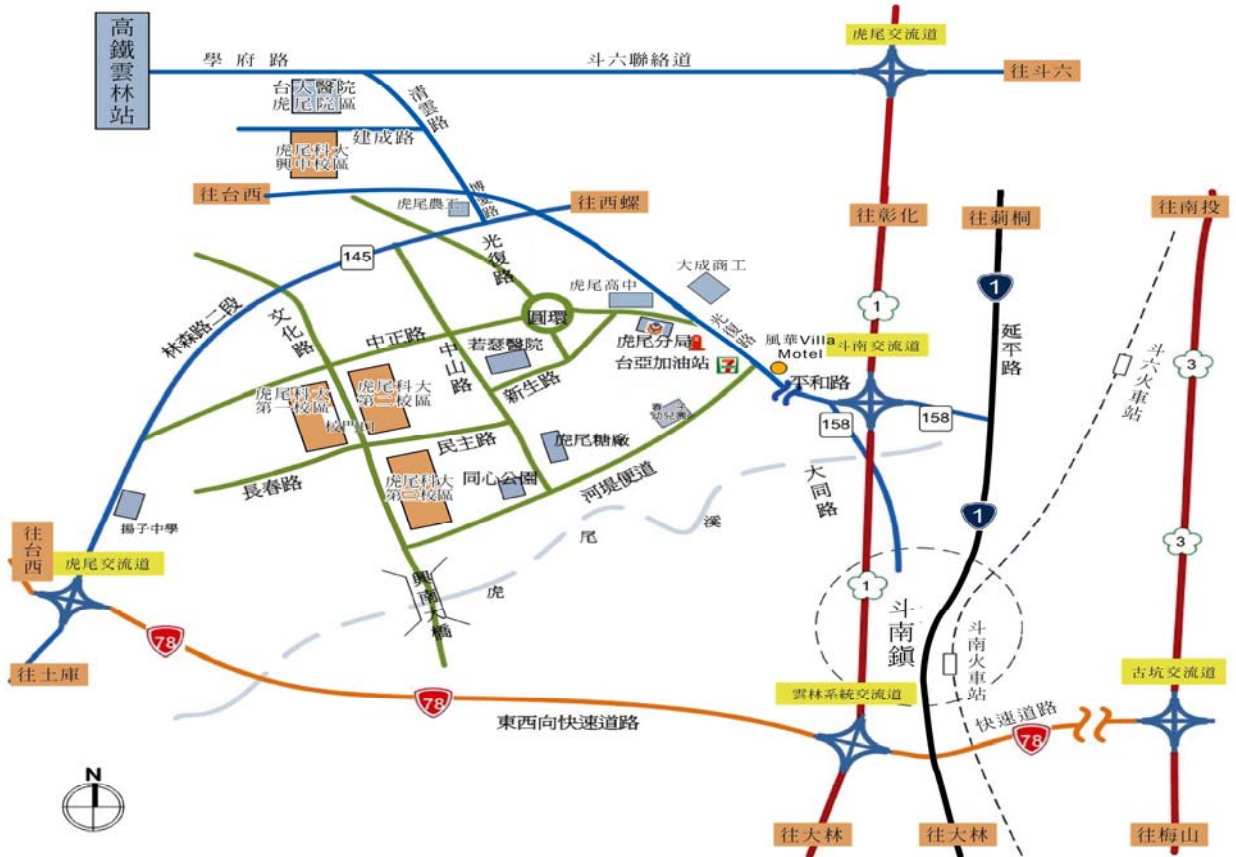 高鐵雲林站
學府路
斗六聯絡道
虎尾交流道
往斗六
台大醫院
虎尾院區
清雲路
建成路
虎尾科大
興中校區
往台西
虎尾農工
博愛路
往西螺
往彰化
往莿桐
往南投
145
光復路
大成商工
虎尾高中
1
1
林森路二段
文化路
中正路
中山路
圓環
若瑟醫院
虎尾分局
台亞加油站
7
光復路
風華Villa
Motel
斗南交流道
延平路
斗六火車站
3
平和路
158
158
新生路
虎尾科大
第一校區
校門口
虎尾科大
第二校區
幼兒園
民主路
虎尾糖廠
長春路
虎尾科大
第三校區
同心公園
河堤便道
大同路
1
3
揚子中學
虎尾溪
往台西
虎尾交流道
興南大橋
1
斗南鎮
斗南火車站
78
往土庫
78
東西向快速道路
雲林系統交流道
古坑交流道
快速道路
78
N
往大林
往大林
往梅山